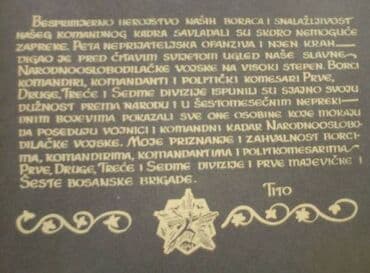 Besprimjerno herojstvo naših boraca i snalažljivost
našeg komandnog kadra savladali su skoro nemoguće
zapreke. Peta neprijateljska ofanziva i njen krah –
digao je pred čitavim svijetom ugled naše slavne
Narodnooslobodilačke vojske na visoki stepen. Borci
komandiri, komandanti i politički komesari Prve,
Druge, Treće i Sedme divizije ispunili su sjajno svoju
dužnost prema narodu i u šestomesečnim nepreki-
dnim bojevima pokazali sve one osobine koje moraju
da poseduju vojnici i komandni kadar Narodnooslobo-
dilačke vojske. Moje priznanje i zahvalnost borci-
ma, komandirima, komandantima i politkomesarima
Prve, Druge, Treće i Sedme divizije i prve majevičke i
Šeste bosanske brigade.
Tito